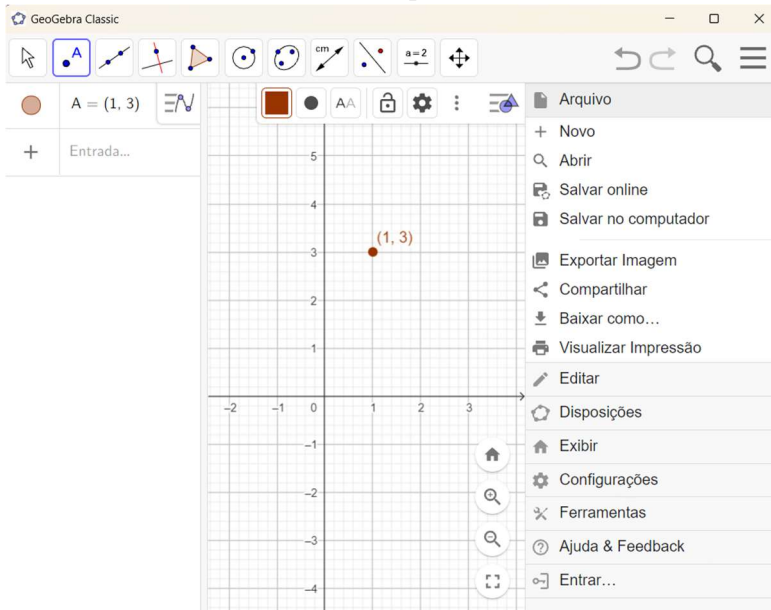 GeoGebra Classic
A
cm
a=2
A = (1, 3)
Entrada...
AA
5
4
(1, 3)
3
2
1
–2 –1 0 1 2 3
–1
–2
–3
–4
Arquivo
Novo
Abrir
Salvar online
Salvar no computador
Exportar Imagem
Compartilhar
Baixar como…
Visualizar Impressão
Editar
Disposições
Exibir
Configurações
Ferramentas
Ajuda & Feedback
Entrar…